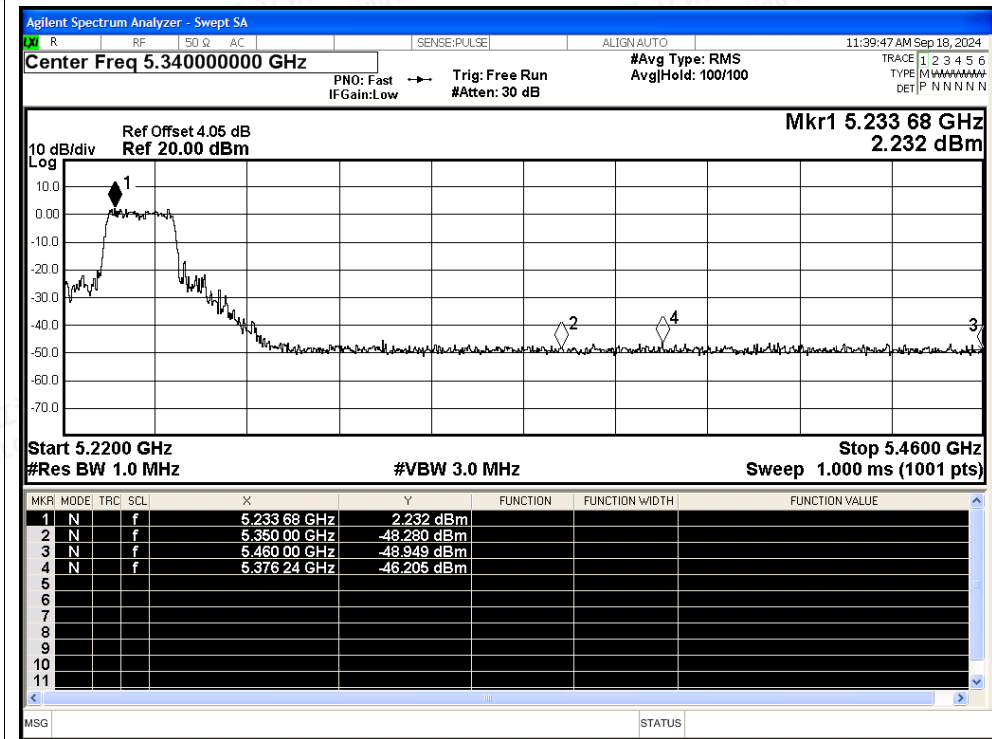 Agilent Spectrum Analyzer - Swept SA
LXI R RF 50 Ω AC SENSE:PULSE ALIGN AUTO 11:39:47 AM Sep 18, 2024
Center Freq 5.340000000 GHz #Avg Type: RMS TRACE 1 2 3 4 5 6
PNO: Fast Trig: Free Run Avg|Hold: 100/100 TYPE M
IFGain:Low #Atten: 30 dB DET P N N N N N
Mkr1 5.233 68 GHz
Ref Offset 4.05 dB
10 dB/div Ref 20.00 dBm 2.232 dBm
Log
10.0
0.00
-10.0
-20.0
-30.0
-40.0
-50.0
-60.0
-70.0
1
2
4
3
Start 5.2200 GHz Stop 5.4600 GHz
#Res BW 1.0 MHz #VBW 3.0 MHz Sweep 1.000 ms (1001 pts)
MKR MODE TRC SCL X Y FUNCTION FUNCTION WIDTH FUNCTION VALUE
1 N f 5.233 68 GHz 2.232 dBm
2 N f 5.350 00 GHz -48.280 dBm
3 N f 5.460 00 GHz -48.949 dBm
4 N f 5.376 24 GHz -46.205 dBm
5
6
7
8
9
10
11
MSG STATUS